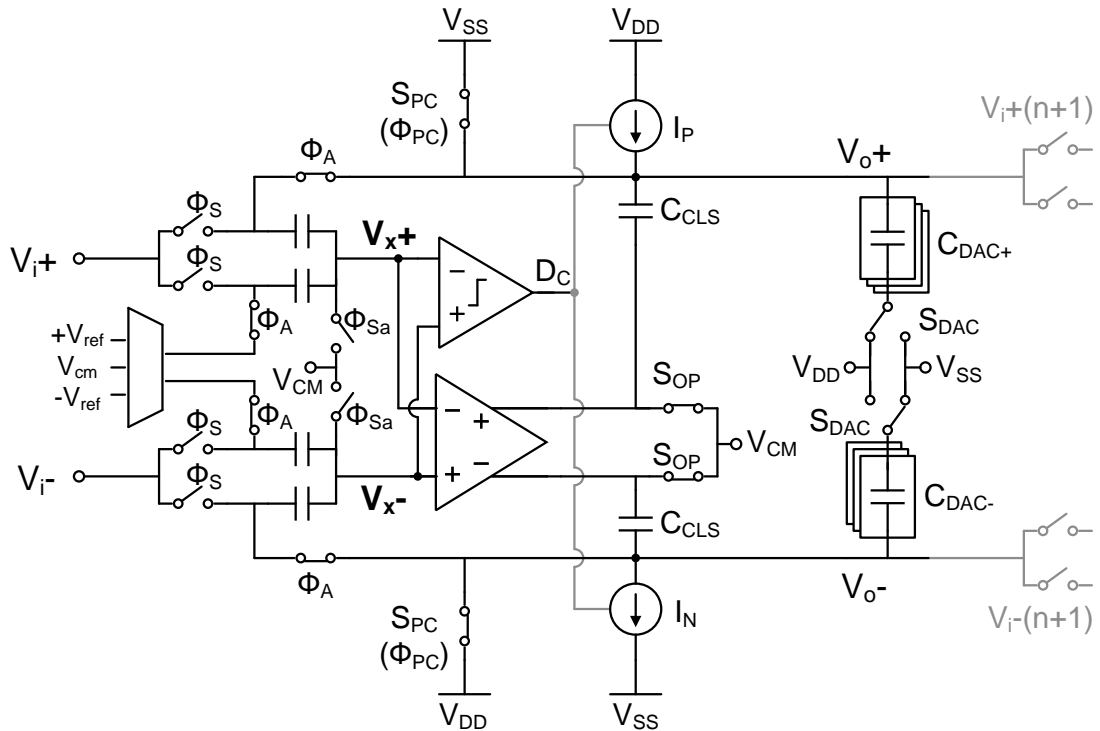 VSS
VDD
SPC
(ΦPC)
IP
Vi+(n+1)
ΦA
Vo+
ΦS
CCLS
Vx+
CDAC+
Vi+
ΦS
DC
−
+
ΦA
ΦSa
SDAC
+Vref
Vcm
-Vref
VCM
VDD
VSS
SOP
ΦA
ΦSa
− +
SDAC
VCM
ΦS
SOP
+ −
Vi-
ΦS
Vx-
CCLS
CDAC-
ΦA
Vo-
SPC
(ΦPC)
IN
Vi-(n+1)
VDD
VSS